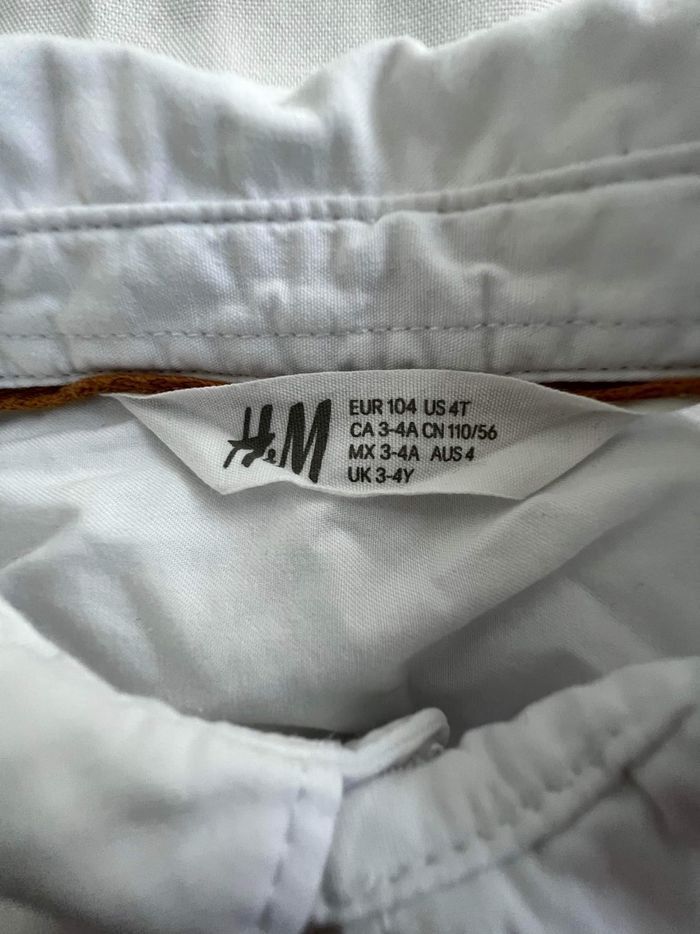 H&M
EUR 104 US 4T
CA 3-4A CN 110/56
MX 3-4A AUS 4
UK 3-4Y